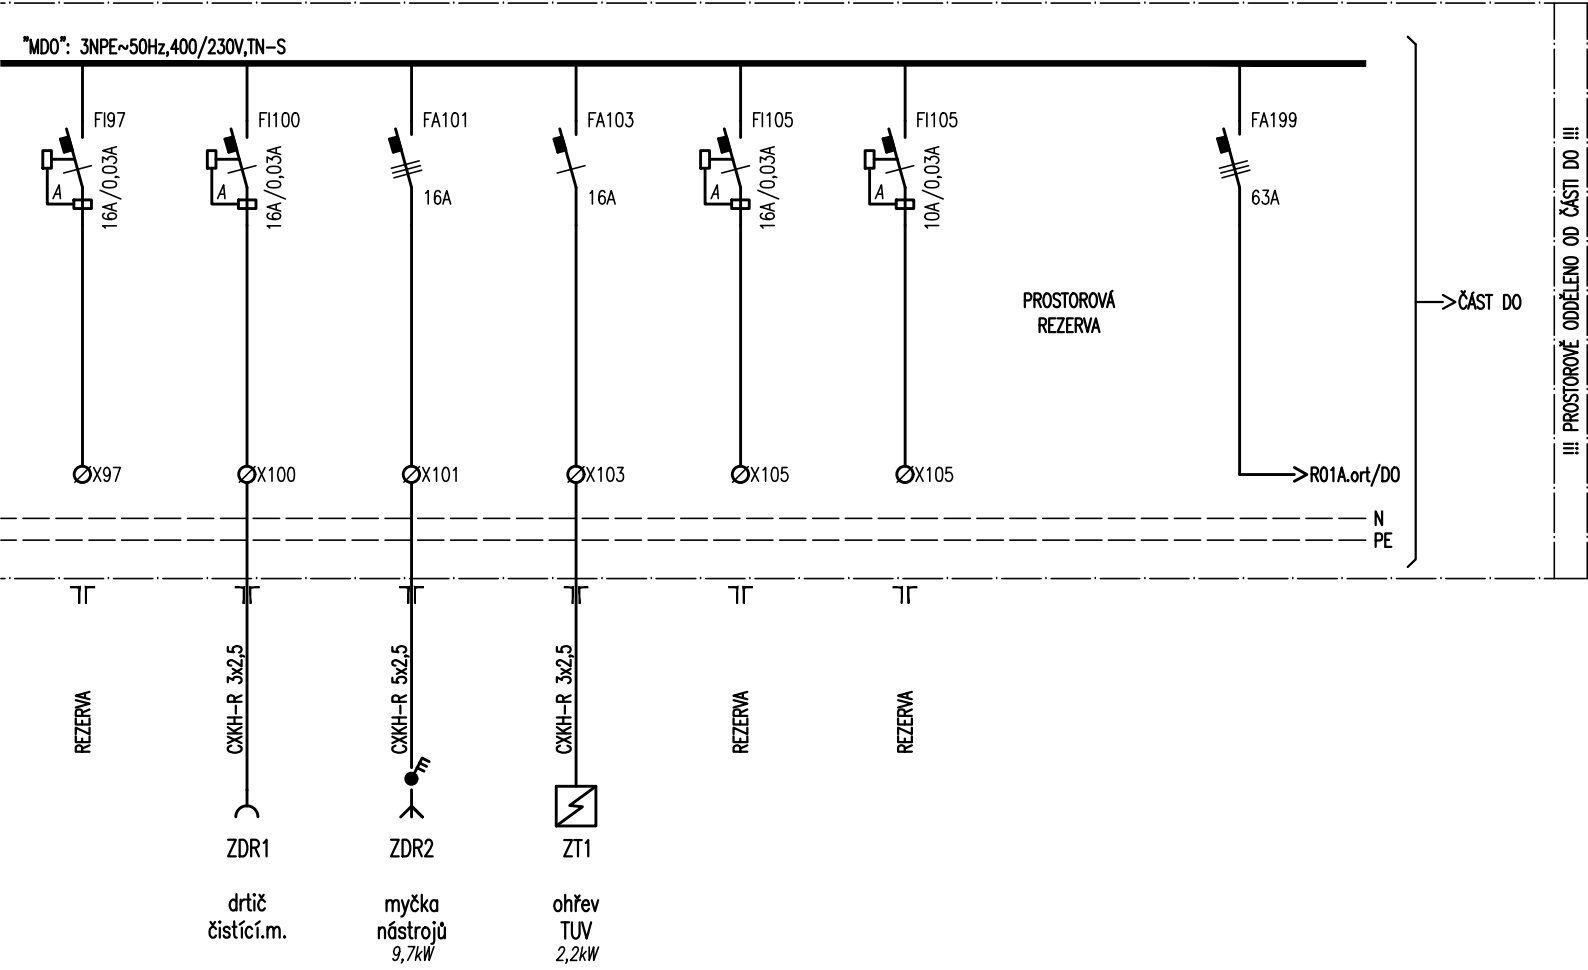 "MDO": 3NPE~50Hz,400/230V,TN-S
FI97
FI100
FA101
FA103
FI105
FI105
FA199
A
16A/0,03A
A
16A/0,03A
16A
16A
A
16A/0,03A
A
10A/0,03A
63A
PROSTOROVÁ
REZERVA
ČÁST DO
!!! PROSTOROVĚ ODDĚLENO OD ČÁSTI DO !!!
X97
X100
X101
X103
X105
X105
R01A.ort/DO
N
PE
REZERVA
CXKH-R 3x2,5
CXKH-R 5x2,5
CXKH-R 3x2,5
REZERVA
REZERVA
ZDR1
ZDR2
ZT1
drtič
čistící.m.
myčka
nástrojů
9,7kW
ohřev
TUV
2,2kW